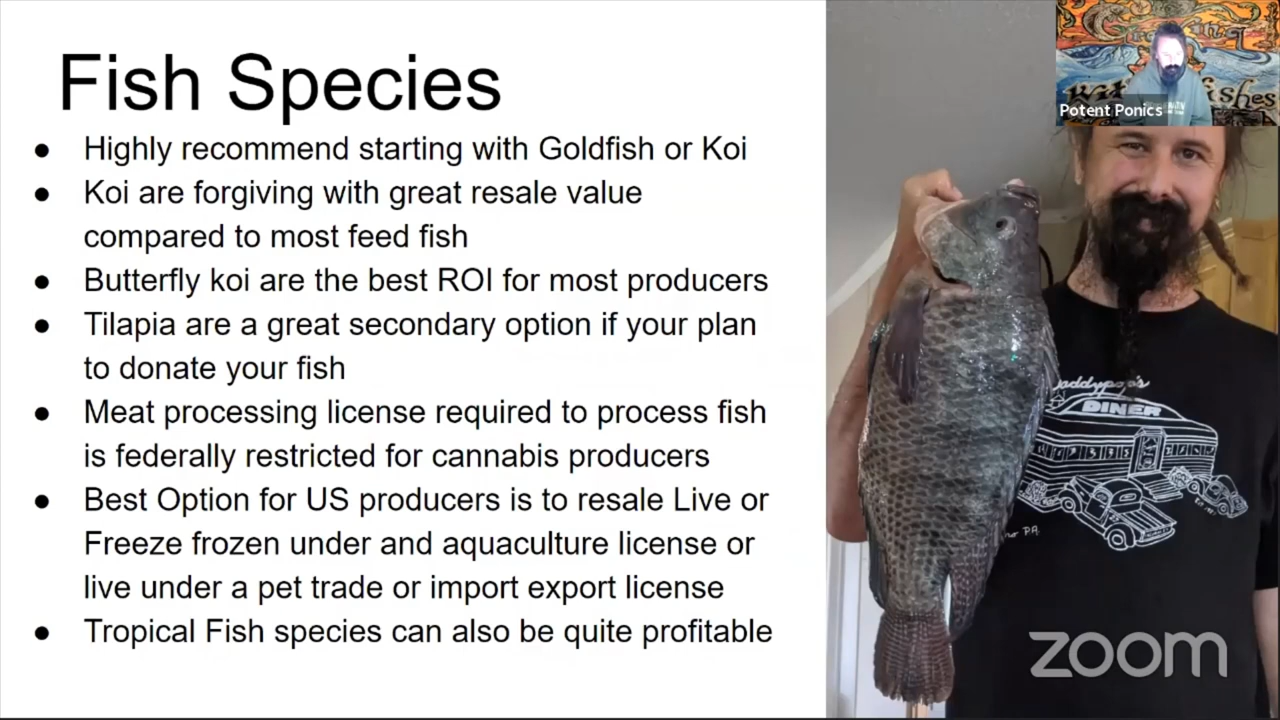 Fish Species
● Highly recommend starting with Goldfish or Koi
● Koi are forgiving with great resale value
compared to most feed fish
● Butterfly koi are the best ROI for most producers
● Tilapia are a great secondary option if your plan
to donate your fish
● Meat processing license required to process fish
is federally restricted for cannabis producers
● Best Option for US producers is to resale Live or
Freeze frozen under and aquaculture license or
live under a pet trade or import export license
● Tropical Fish species can also be quite profitable
Potent Ponics
DINER
P.A.
zoom